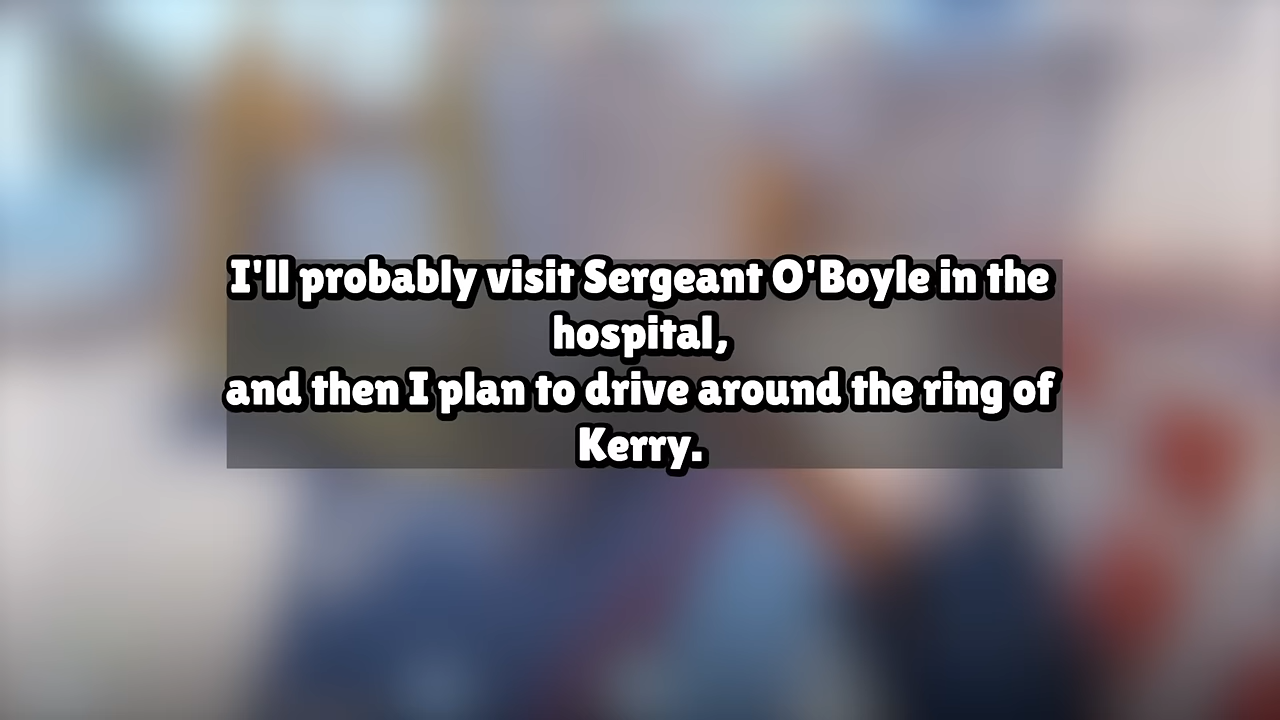 I'll probably visit Sergeant O'Boyle in the
hospital,
and then I plan to drive around the ring of
Kerry.